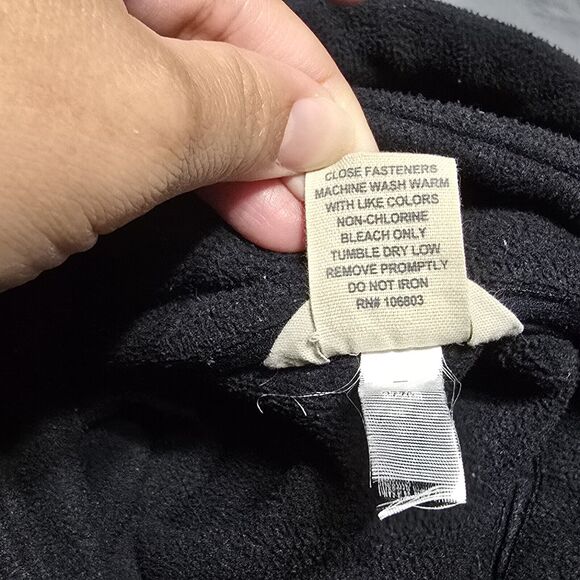 CLOSE FASTENERS
MACHINE WASH WARM
WITH LIKE COLORS
NON-CHLORINE
BLEACH ONLY
TUMBLE DRY LOW
REMOVE PROMPTLY
DO NOT IRON
RN# 106803